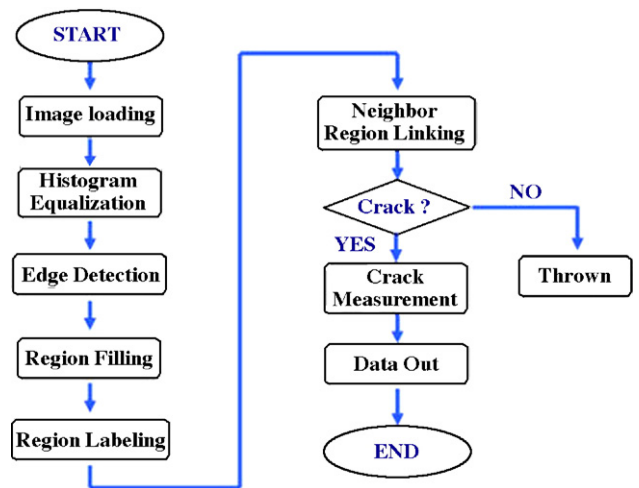 START
Image loading
Histogram
Equalization
Edge Detection
Region Filling
Region Labeling
Neighbor
Region Linking
Crack ?
NO
YES
Thrown
Crack
Measurement
Data Out
END